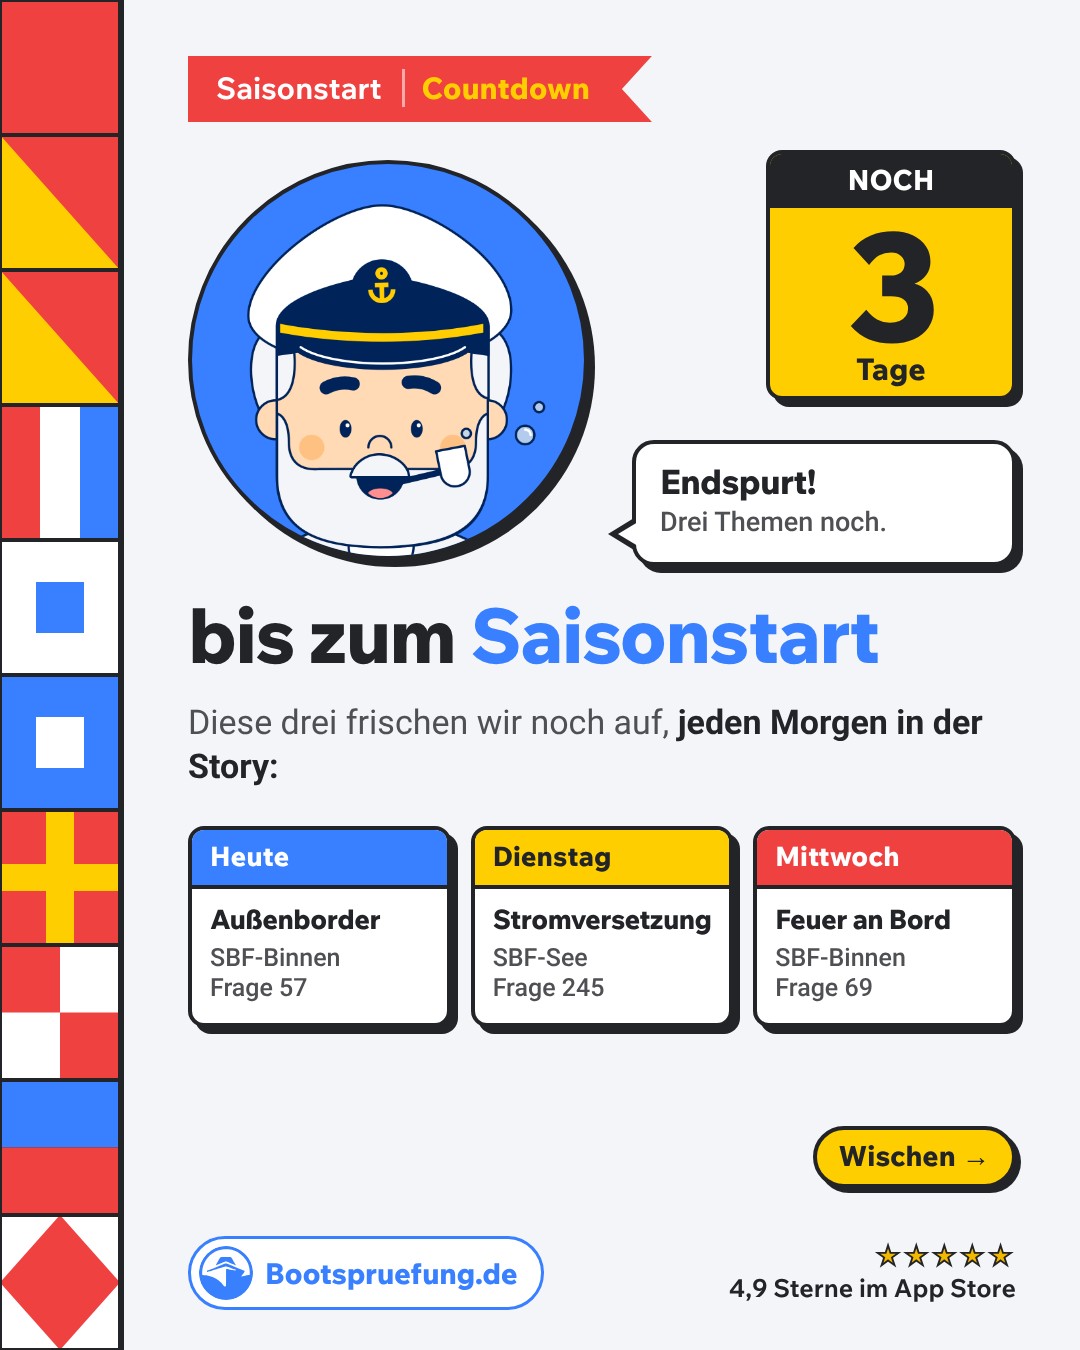 Saisonstart | Countdown
NOCH
3
Tage
Endspurt!
Drei Themen noch.
bis zum Saisonstart
Diese drei frischen wir noch auf, jeden Morgen in der
Story:
Heute
Außenborder
SBF-Binnen
Frage 57
Dienstag
Stromversetzung
SBF-See
Frage 245
Mittwoch
Feuer an Bord
SBF-Binnen
Frage 69
Wischen →
Bootspruefung.de
★★★★★
4,9 Sterne im App Store